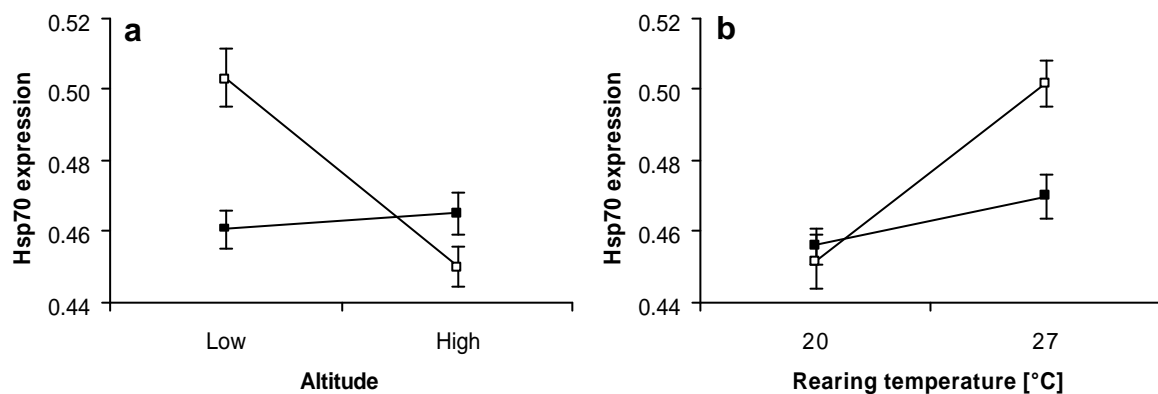 a
0.52
0.50
0.48
0.46
0.44
Hsp70 expression
Low High
Altitude
b
0.52
0.50
0.48
0.46
0.44
Hsp70 expression
20 27
Rearing temperature [°C]